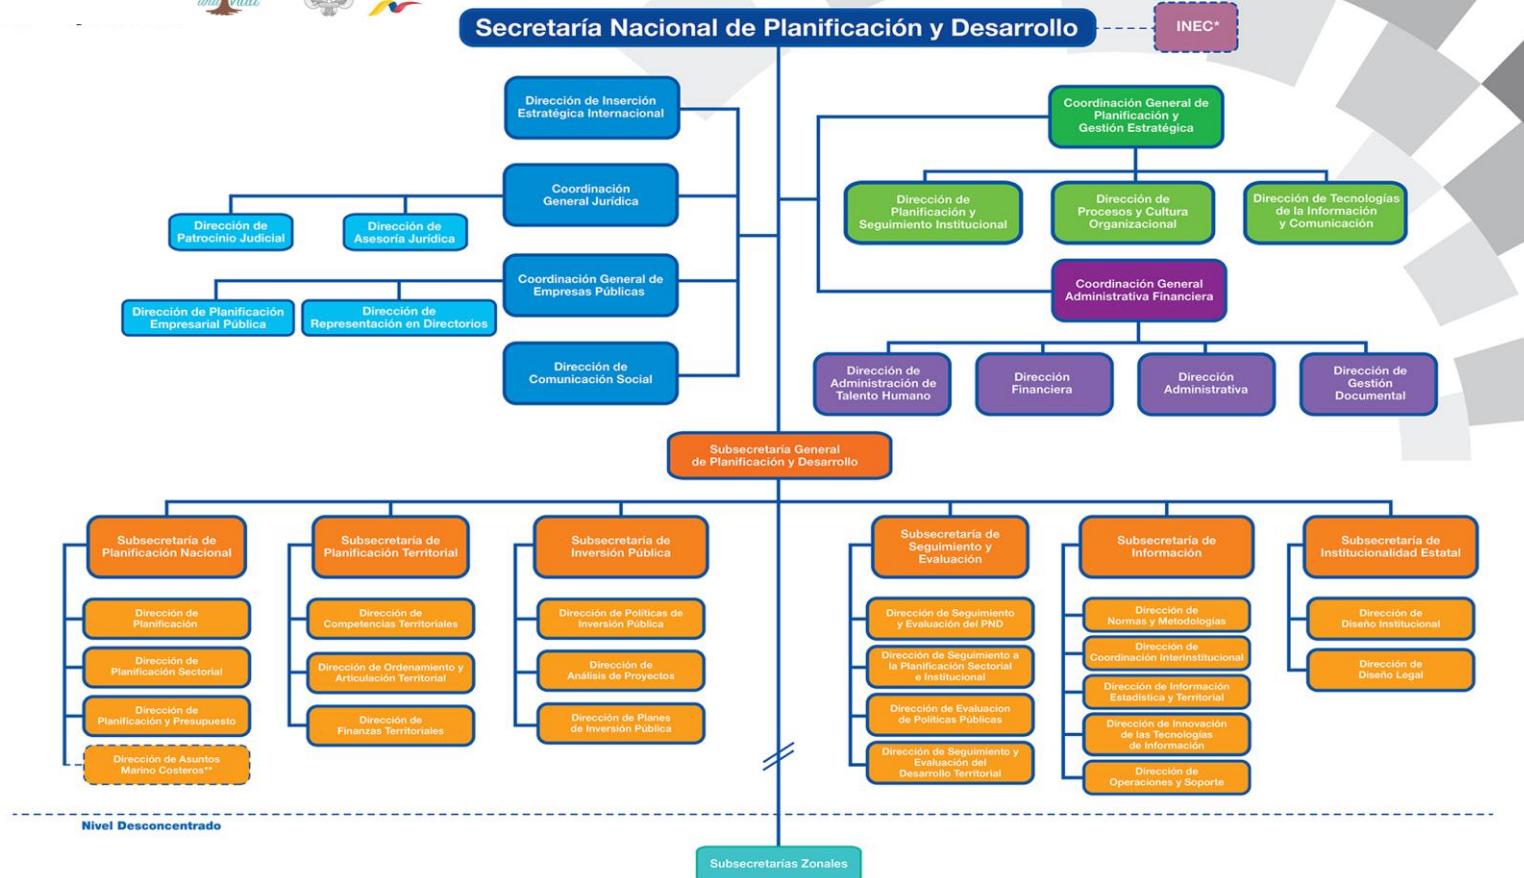 Secretaría Nacional de Planificación y Desarrollo
INEC*
Dirección de Inserción
Estratégica Internacional
Coordinación General de
Planificación y
Gestión Estratégica
Coordinación
General Jurídica
Dirección de
Patrocinio Judicial
Dirección de
Asesoría Jurídica
Dirección de
Planificación y
Seguimiento Institucional
Dirección de
Procesos y Cultura
Organizacional
Dirección de Tecnologías
de la Información
y Comunicación
Coordinación General de
Empresas Públicas
Dirección de Planificación
Empresarial Pública
Dirección de
Representación en Directorios
Coordinación General
Administrativa Financiera
Dirección de
Comunicación Social
Dirección de
Administración de
Talento Humano
Dirección
Financiera
Dirección
Administrativa
Dirección de
Gestión
Documental
Subsecretaría General
de Planificación y Desarrollo
Subsecretaría de
Planificación Nacional
Dirección de
Planificación
Dirección de
Planificación Sectorial
Dirección de
Planificación y Presupuesto
Dirección de Asuntos
Marino Costeros**
Subsecretaría de
Planificación Territorial
Dirección de
Competencias Territoriales
Dirección de Ordenamiento y
Articulación Territorial
Dirección de
Finanzas Territoriales
Subsecretaría de
Inversión Pública
Dirección de Políticas de
Inversión Pública
Dirección de
Análisis de Proyectos
Dirección de Planes
de Inversión Pública
Subsecretaría de
Seguimiento y
Evaluación
Dirección de Seguimiento
y Evaluación del PND
Dirección de Seguimiento a
la Planificación Sectorial
e Institucional
Dirección de Evaluacion
de Políticas Públicas
Dirección de Seguimiento y
Evaluación del
Desarrollo Territorial
Subsecretaría de
Información
Dirección de
Normas y Metodologías
Dirección de
Coordinación Interinstitucional
Dirección de Información
Estadística y Territorial
Dirección de Innovación
de las Tecnologías
de Información
Dirección de
Operaciones y Soporte
Subsecretaría de
Institucionalidad Estatal
Dirección de
Diseño Institucional
Dirección de
Diseño Legal
Nivel Desconcentrado
Subsecretarías Zonales